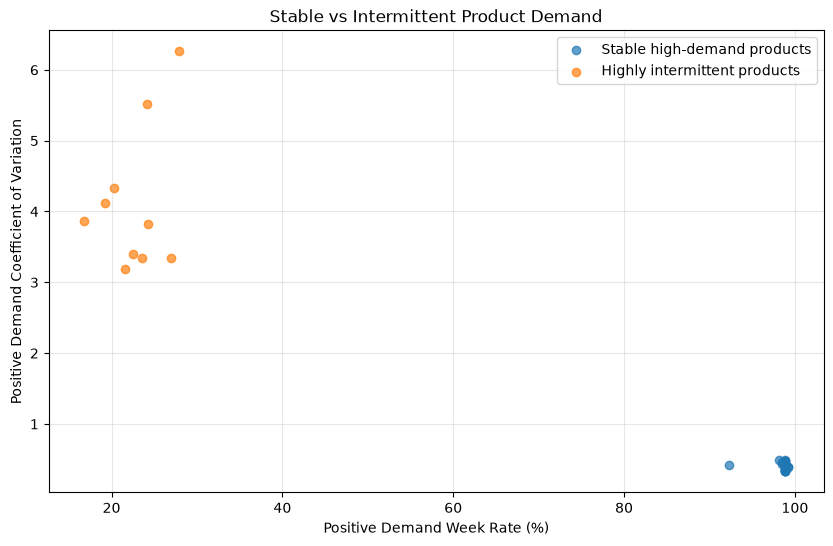 Stable vs Intermittent Product Demand
Stable high-demand products
Highly intermittent products
Positive Demand Coefficient of Variation
6
5
4
3
2
1
20 40 60 80 100
Positive Demand Week Rate (%)